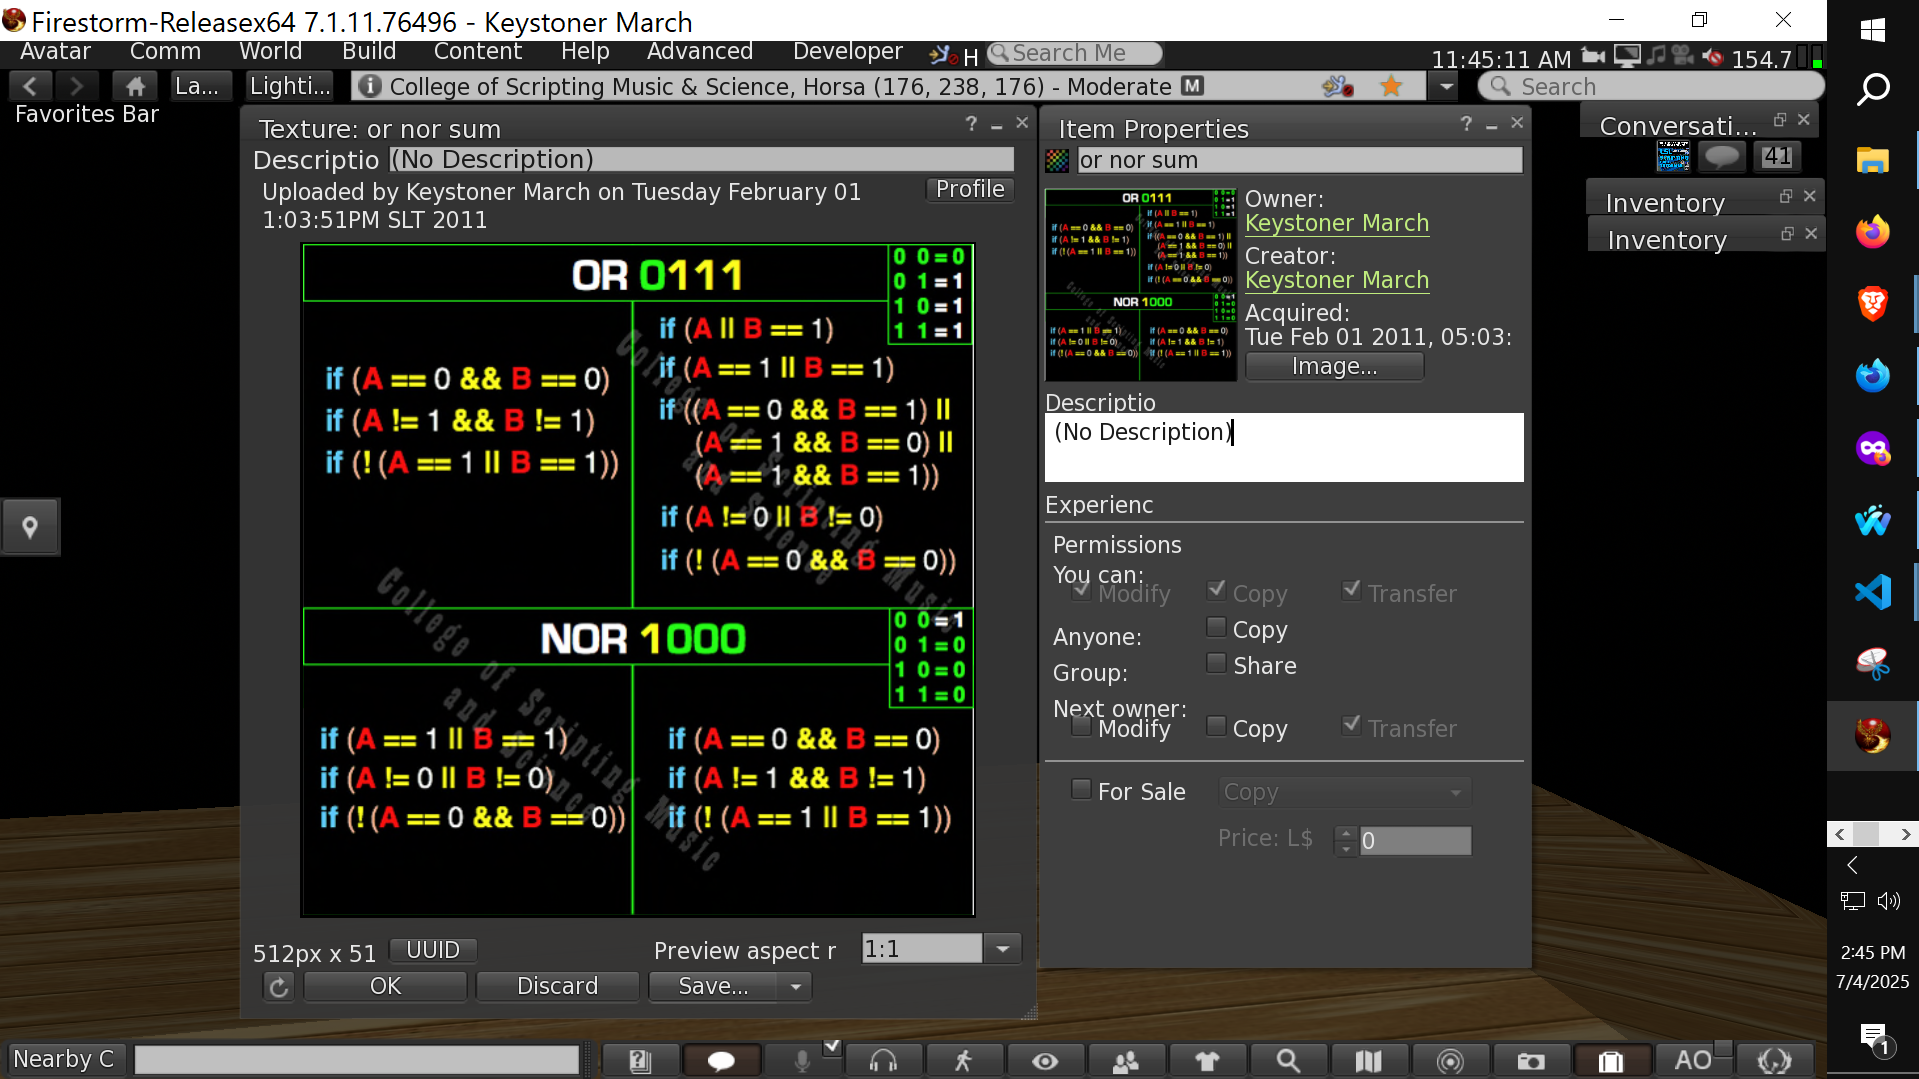 Firestorm-Releasex64 7.1.11.76496 - Keystoner March
Avatar Comm World Build Content Help Advanced Developer H Search Me 11:45:11 AM 154.7
La... Lighti... College of Scripting Music & Science, Horsa (176, 238, 176) - Moderate M Search
Favorites Bar
Texture: or nor sum
Descriptio (No Description)
Uploaded by Keystoner March on Tuesday February 01
1:03:51PM SLT 2011
Profile
OR 0111
0 0=0
0 1=1
1 0=1
1 1=1
if (A == 0 && B == 0)
if (A != 1 && B != 1)
if (! (A == 1 || B == 1))
if (A || B == 1)
if (A == 1 || B == 1)
if ((A == 0 && B == 1) ||
(A == 1 && B == 0) ||
(A == 1 && B == 1))
if (A != 0 || B != 0)
if (! (A == 0 && B == 0))
College of Scripting Music
and Science
NOR 1000
0 0=1
0 1=0
1 0=0
1 1=0
if (A == 1 || B == 1)
if (A != 0 || B != 0)
if (! (A == 0 && B == 0))
if (A == 0 && B == 0)
if (A != 1 && B != 1)
if (! (A == 1 || B == 1))
College of Scripting Music
and Science
512px x 51 UUID Preview aspect r 1:1
OK Discard Save...
Item Properties
or nor sum
Owner:
Keystoner March
Creator:
Keystoner March
Acquired:
Tue Feb 01 2011, 05:03:
Image...
Descriptio
(No Description)
Experienc
Permissions
You can:
Modify Copy Transfer
Anyone: Copy
Group: Share
Next owner:
Modify Copy Transfer
For Sale Copy
Price: L$ 0
Conversati...
41
Inventory
Inventory
2:45 PM
7/4/2025
1
Nearby C
AO